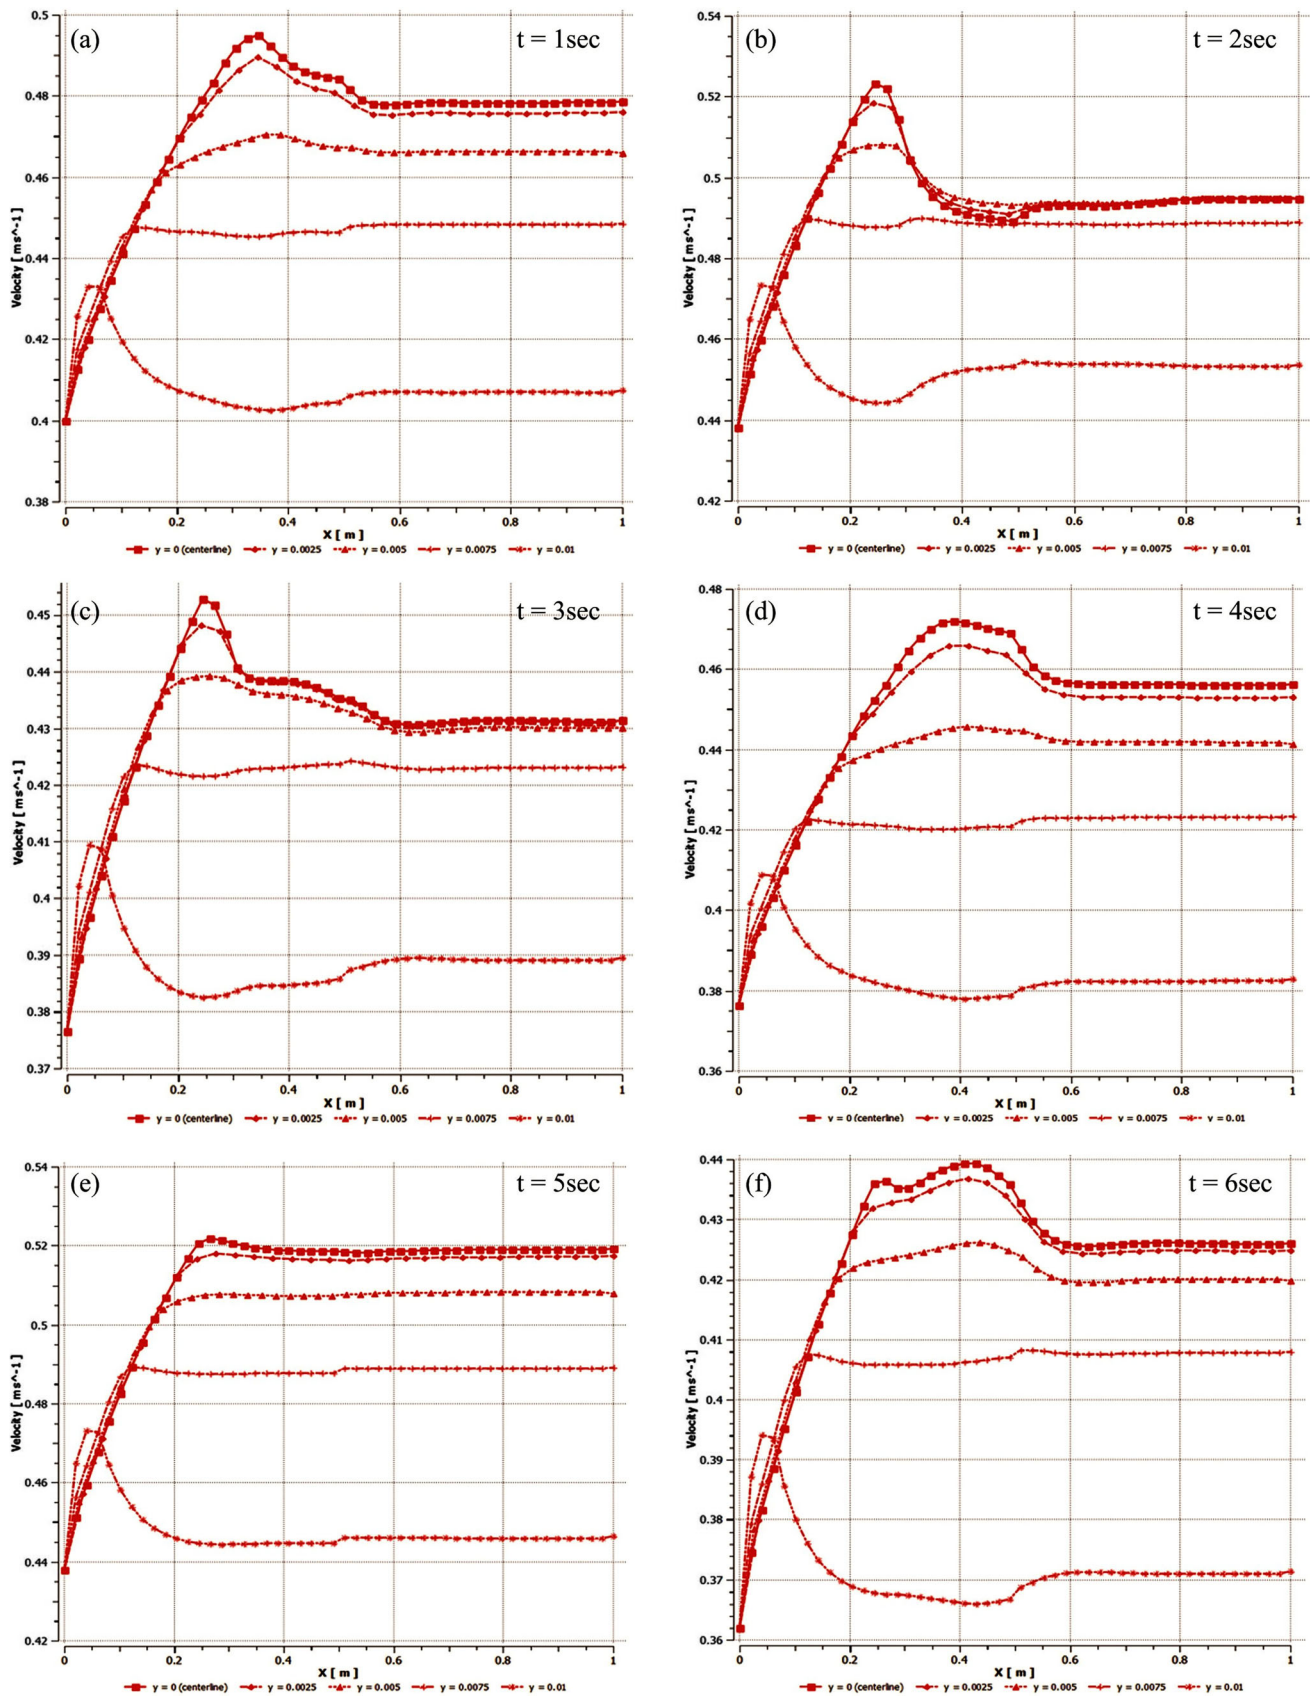 (a) t = 1sec
Velocity [ ms^-1 ]
0.5
0.48
0.46
0.44
0.42
0.4
0.38
0 0.2 0.4 0.6 0.8 1
X [ m ]
y = 0 (centerline) y = 0.0025 y = 0.005 y = 0.0075 y = 0.01
(b) t = 2sec
Velocity [ ms^-1 ]
0.54
0.52
0.5
0.48
0.46
0.44
0.42
0 0.2 0.4 0.6 0.8 1
X [ m ]
y = 0 (centerline) y = 0.0025 y = 0.005 y = 0.0075 y = 0.01
(c) t = 3sec
Velocity [ ms^-1 ]
0.45
0.44
0.43
0.42
0.41
0.4
0.39
0.38
0.37
0 0.2 0.4 0.6 0.8 1
X [ m ]
y = 0 (centerline) y = 0.0025 y = 0.005 y = 0.0075 y = 0.01
(d) t = 4sec
Velocity [ ms^-1 ]
0.48
0.46
0.44
0.42
0.4
0.38
0.36
0 0.2 0.4 0.6 0.8 1
X [ m ]
y = 0 (centerline) y = 0.0025 y = 0.005 y = 0.0075 y = 0.01
(e) t = 5sec
Velocity [ ms^-1 ]
0.54
0.52
0.5
0.48
0.46
0.44
0.42
0 0.2 0.4 0.6 0.8 1
X [ m ]
y = 0 (centerline) y = 0.0025 y = 0.005 y = 0.0075 y = 0.01
(f) t = 6sec
Velocity [ ms^-1 ]
0.44
0.43
0.42
0.41
0.4
0.39
0.38
0.37
0.36
0 0.2 0.4 0.6 0.8 1
X [ m ]
y = 0 (centerline) y = 0.0025 y = 0.005 y = 0.0075 y = 0.01